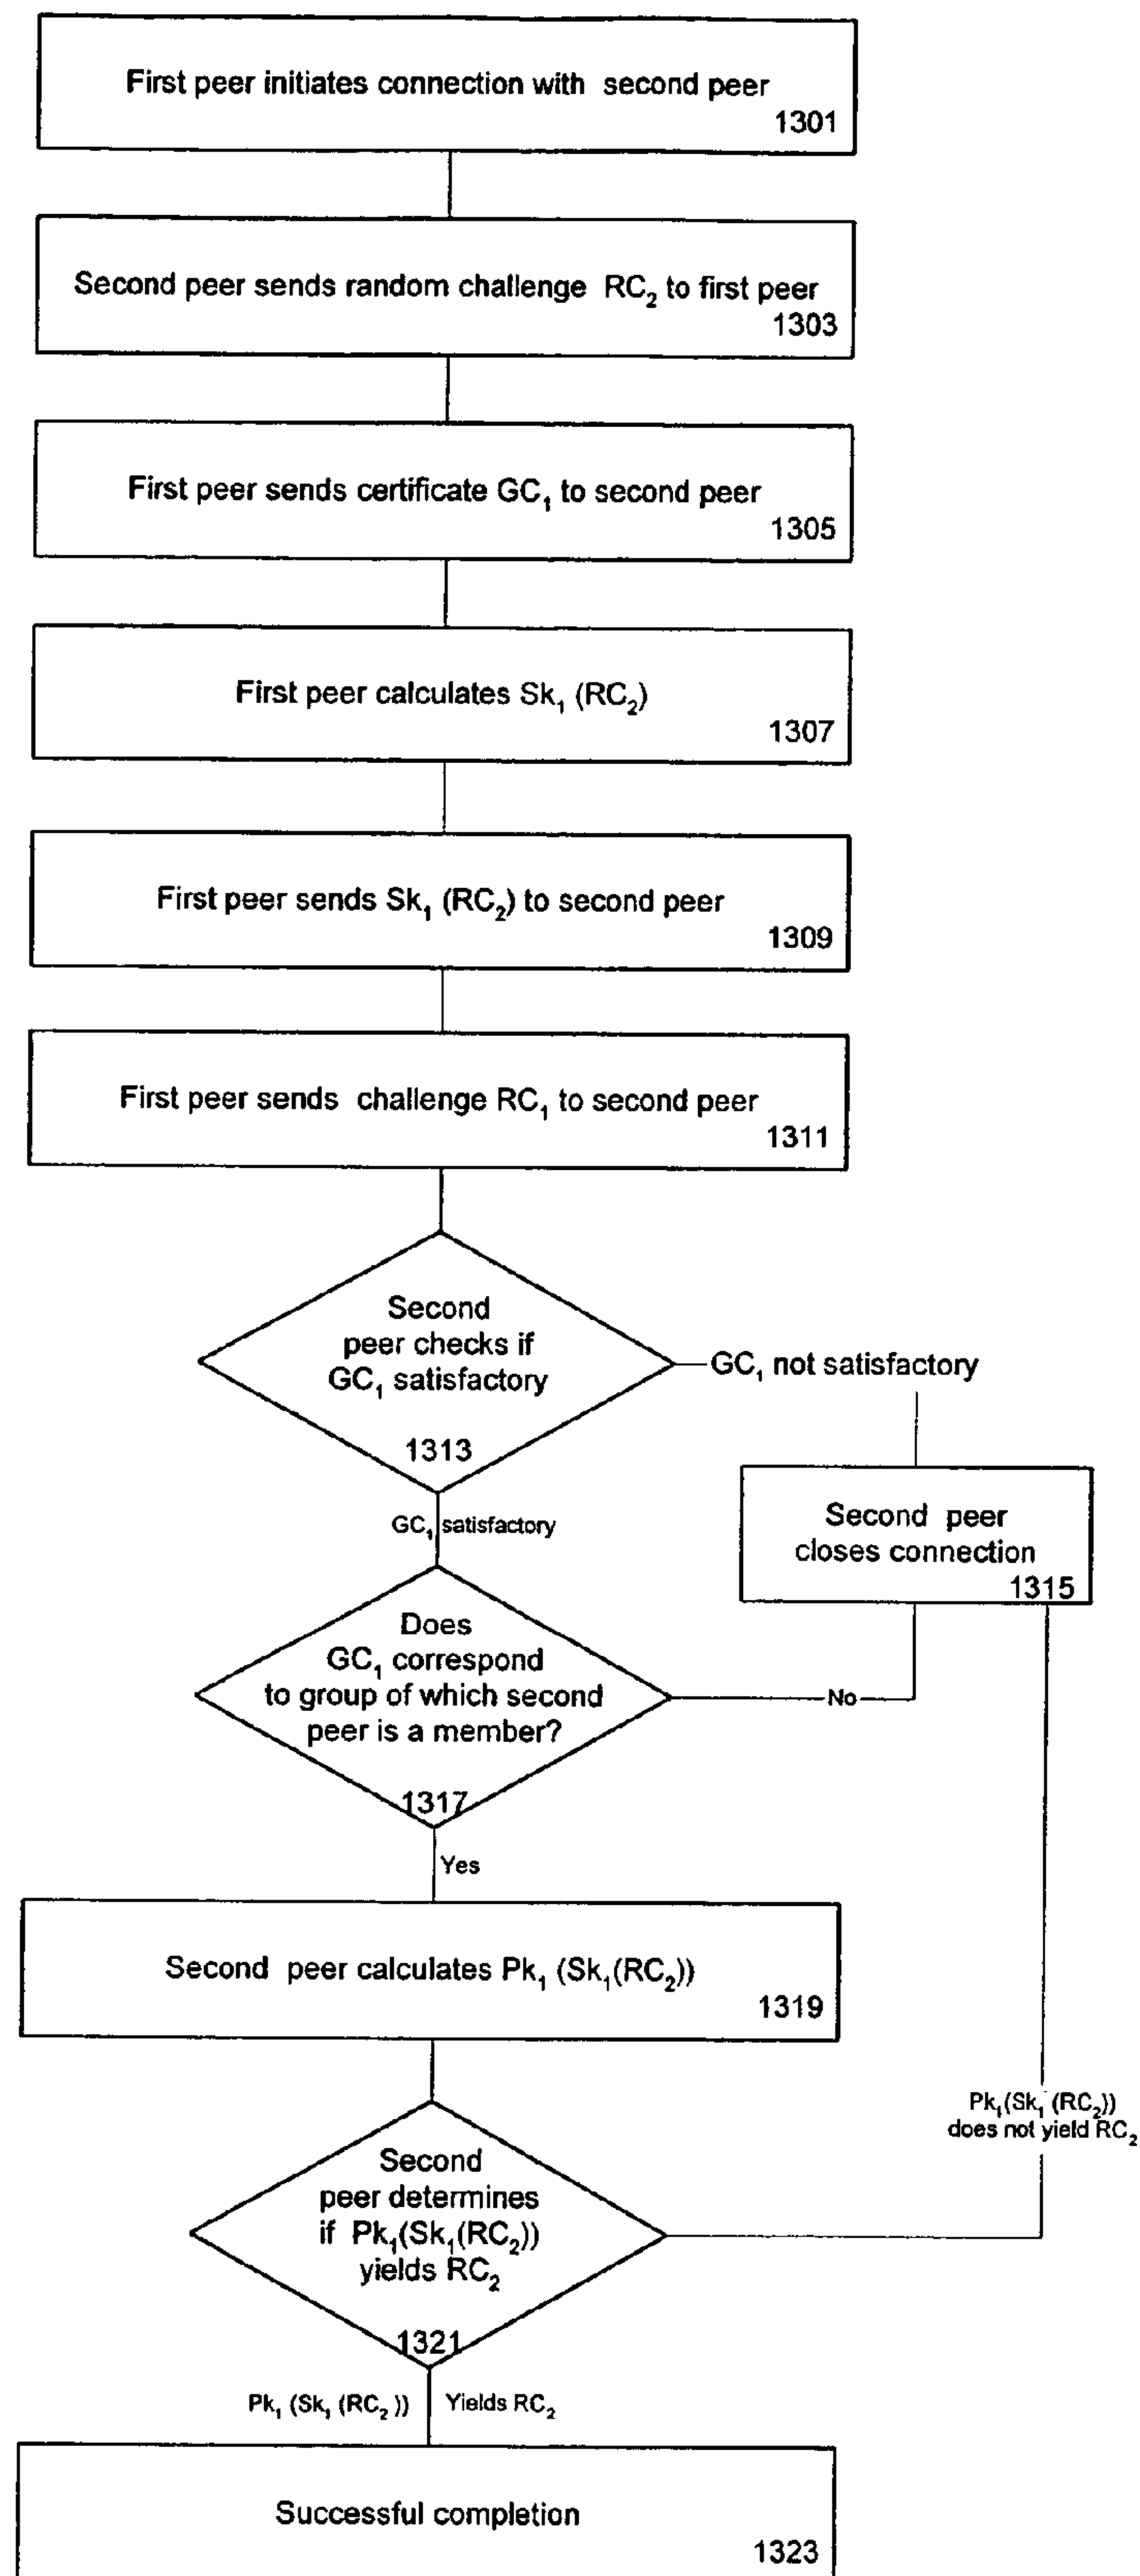 First peer initiates connection with second peer
1301
Second peer sends random challenge RC₂ to first peer
1303
First peer sends certificate GC₁ to second peer
1305
First peer calculates Sk₁ (RC₂)
1307
First peer sends Sk₁ (RC₂) to second peer
1309
First peer sends challenge RC₁ to second peer
1311
Second
peer checks if
GC₁ satisfactory
1313
GC₁ not satisfactory
Second peer
closes connection
1315
GC₁ satisfactory
Does
GC₁ correspond
to group of which second
peer is a member?
1317
No
Yes
Second peer calculates Pk₁ (Sk₁(RC₂))
1319
Pk₁(Sk₁ (RC₂))
does not yield RC₂
Second
peer determines
if Pk₁(Sk₁(RC₂))
yields RC₂
1321
Pk₁ (Sk₁ (RC₂ )) Yields RC₂
Successful completion
1323